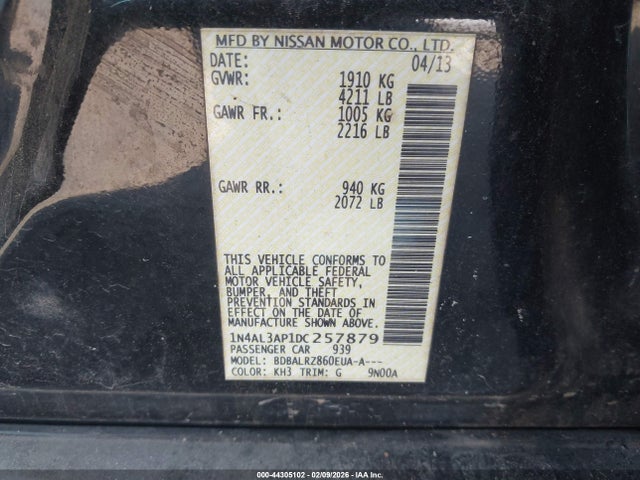 MFD BY NISSAN MOTOR CO., LTD.
DATE: 04/13
GVWR: 1910 KG
4211 LB
GAWR FR.: 1005 KG
2216 LB
GAWR RR.: 940 KG
2072 LB
THIS VEHICLE CONFORMS TO
ALL APPLICABLE FEDERAL
MOTOR VEHICLE SAFETY,
BUMPER, AND THEFT
PREVENTION STANDARDS IN
EFFECT ON THE DATE OF
MANUFACTURE SHOWN ABOVE.
1N4AL3AP1DC257879
PASSENGER CAR 939
MODEL: BDBALRZ860EUA-A---
COLOR: KH3 TRIM: G 9N00A
000-44305102 - 02/09/2026 - IAA Inc.